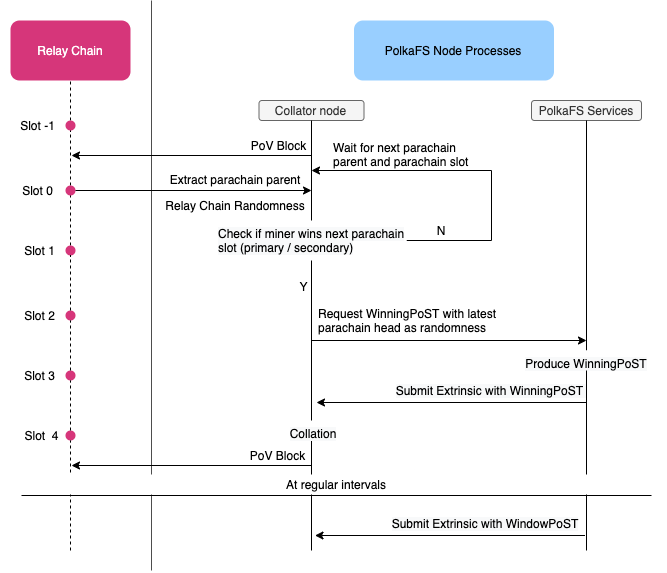 Relay Chain
PolkaFS Node Processes
Collator node
PolkaFS Services
Slot -1
PoV Block
Wait for next parachain
parent and parachain slot
Extract parachain parent
Slot 0
Relay Chain Randomness
Check if miner wins next parachain
slot (primary / secondary)
N
Slot 1
Y
Slot 2
Request WinningPoST with latest
parachain head as randomness
Produce WinningPoST
Slot 3
Submit Extrinsic with WinningPOST
Slot 4
Collation
PoV Block
At regular intervals
Submit Extrinsic with WindowPoST